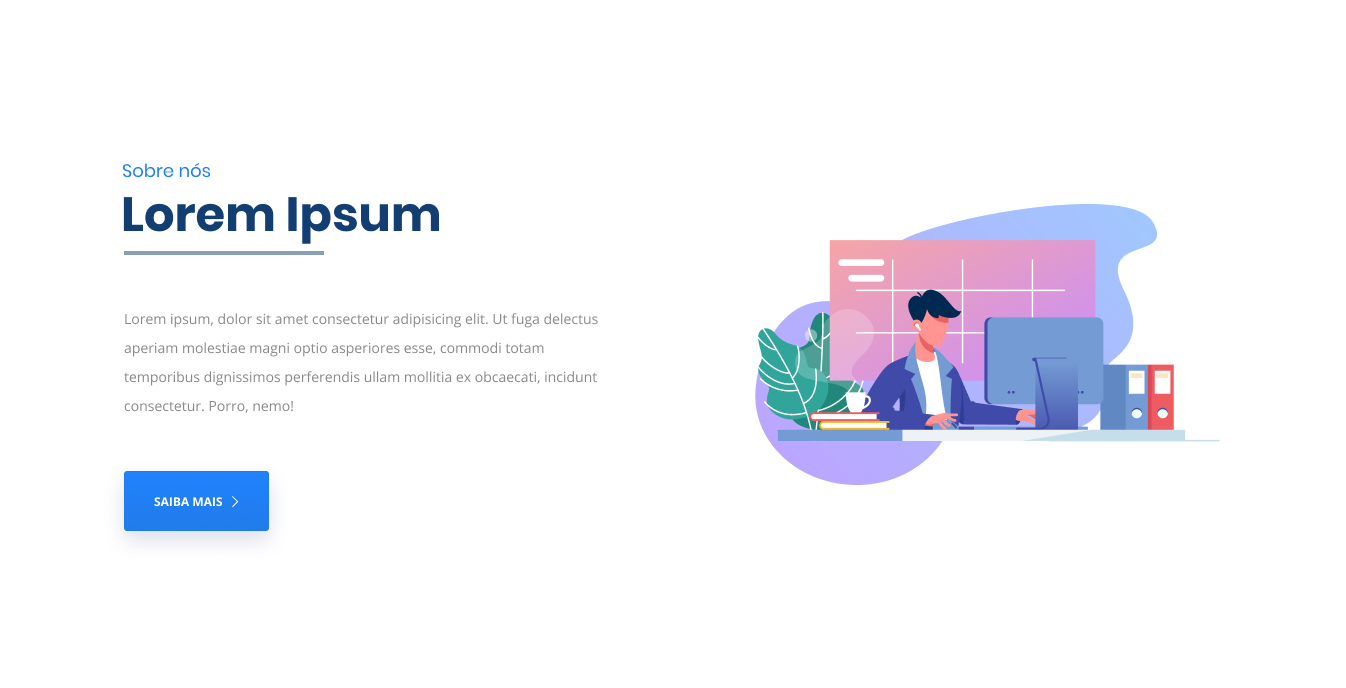 Sobre nós
Lorem Ipsum
Lorem ipsum, dolor sit amet consectetur adipisicing elit. Ut fuga delectus
aperiam molestiae magni optio asperiores esse, commodi totam
temporibus dignissimos perferendis ullam mollitia ex obcaecati, incidunt
consectetur. Porro, nemo!
SAIBA MAIS